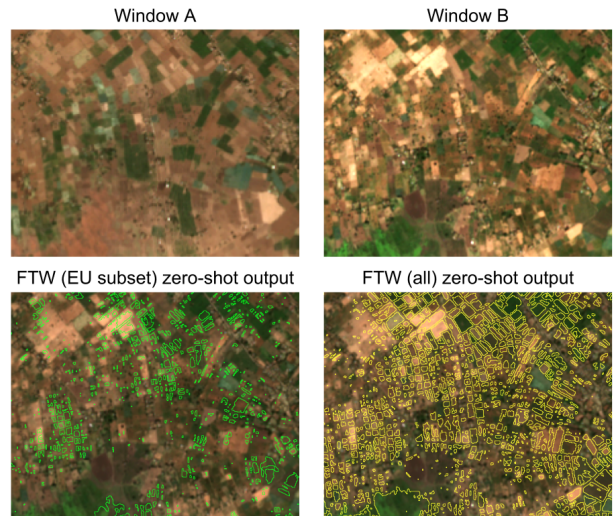 Window A
Window B
FTW (EU subset) zero-shot output
FTW (all) zero-shot output